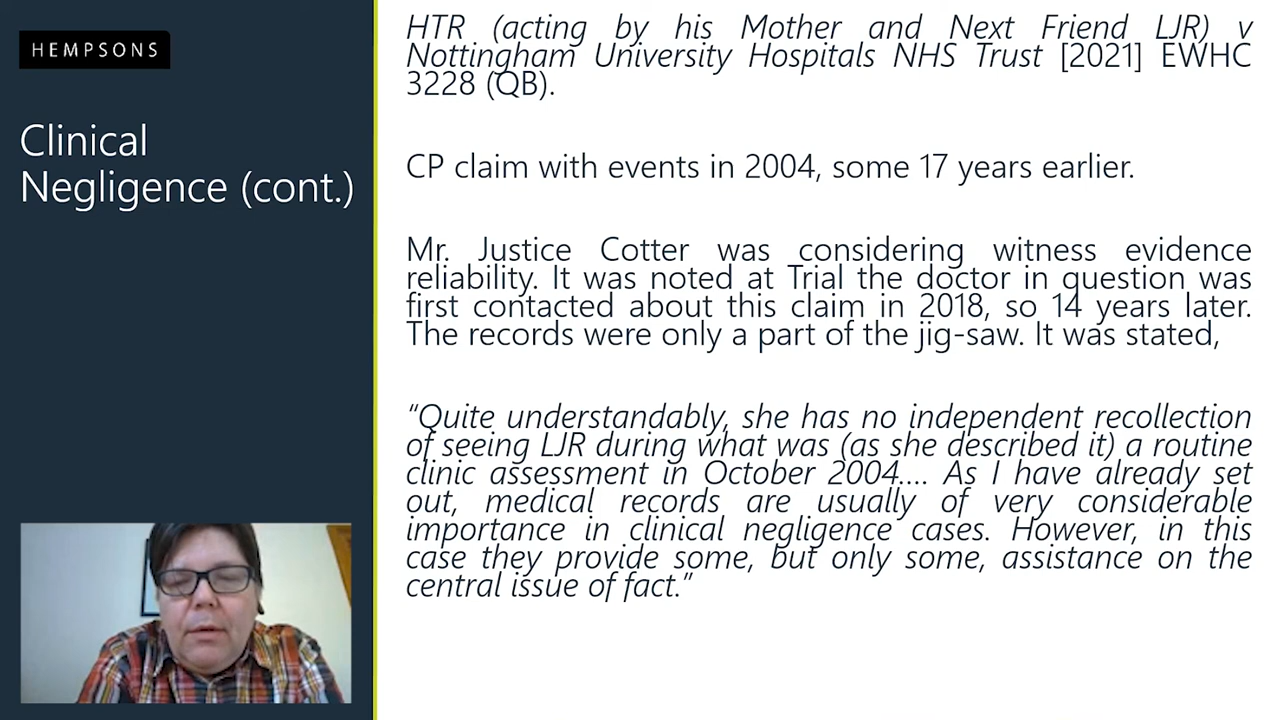 HEMPSONS
Clinical
Negligence (cont.)
HTR (acting by his Mother and Next Friend LJR) v
Nottingham University Hospitals NHS Trust [2021] EWHC
3228 (QB).
CP claim with events in 2004, some 17 years earlier.
Mr. Justice Cotter was considering witness evidence
reliability. It was noted at Trial the doctor in question was
first contacted about this claim in 2018, so 14 years later.
The records were only a part of the jig-saw. It was stated,
“Quite understandably, she has no independent recollection
of seeing LJR during what was (as she described it) a routine
clinic assessment in October 2004…. As I have already set
out, medical records are usually of very considerable
importance in clinical negligence cases. However, in this
case they provide some, but only some, assistance on the
central issue of fact.”